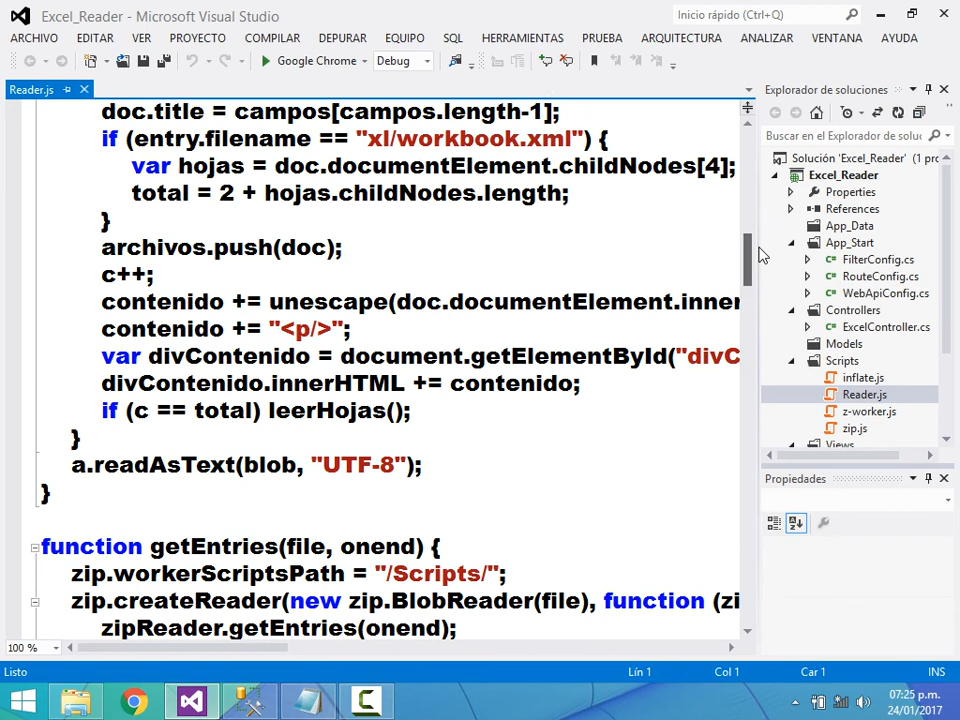 Excel_Reader - Microsoft Visual Studio
Inicio rápido (Ctrl+Q)
ARCHIVO EDITAR VER PROYECTO COMPILAR DEPURAR EQUIPO SQL HERRAMIENTAS PRUEBA ARQUITECTURA ANALIZAR VENTANA AYUDA
Google Chrome Debug
Reader.js
doc.title = campos[campos.length-1];
if (entry.filename == "xl/workbook.xml") {
var hojas = doc.documentElement.childNodes[4];
total = 2 + hojas.childNodes.length;
}
archivos.push(doc);
c++;
contenido += unescape(doc.documentElement.inner
contenido += "<p/>";
var divContenido = document.getElementById("divC
divContenido.innerHTML += contenido;
if (c == total) leerHojas();
}
a.readAsText(blob, "UTF-8");
}
function getEntries(file, onend) {
zip.workerScriptsPath = "/Scripts/";
zip.createReader(new zip.BlobReader(file), function (zi
zipReader.getEntries(onend);
100 %
Explorador de soluciones
Buscar en el Explorador de soluc
Solución 'Excel_Reader' (1 pro
Excel_Reader
Properties
References
App_Data
App_Start
FilterConfig.cs
RouteConfig.cs
WebApiConfig.cs
Controllers
ExcelController.cs
Models
Scripts
inflate.js
Reader.js
z-worker.js
zip.js
Views
Propiedades
Listo Lín 1 Col 1 Car 1 INS
07:25 p.m.
24/01/2017